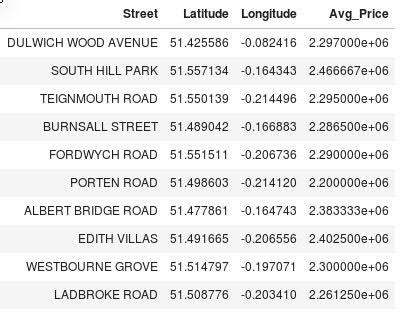 Street Latitude Longitude Avg_Price
DULWICH WOOD AVENUE 51.425586 -0.082416 2.297000e+06
SOUTH HILL PARK 51.557134 -0.164343 2.466667e+06
TEIGNMOUTH ROAD 51.550139 -0.214496 2.295000e+06
BURNSALL STREET 51.489042 -0.166883 2.286500e+06
FORDWYCH ROAD 51.551511 -0.206736 2.290000e+06
PORTEN ROAD 51.498603 -0.214120 2.200000e+06
ALBERT BRIDGE ROAD 51.477861 -0.164743 2.383333e+06
EDITH VILLAS 51.491665 -0.206556 2.402500e+06
WESTBOURNE GROVE 51.514797 -0.197071 2.300000e+06
LADBROKE ROAD 51.508776 -0.203410 2.261250e+06